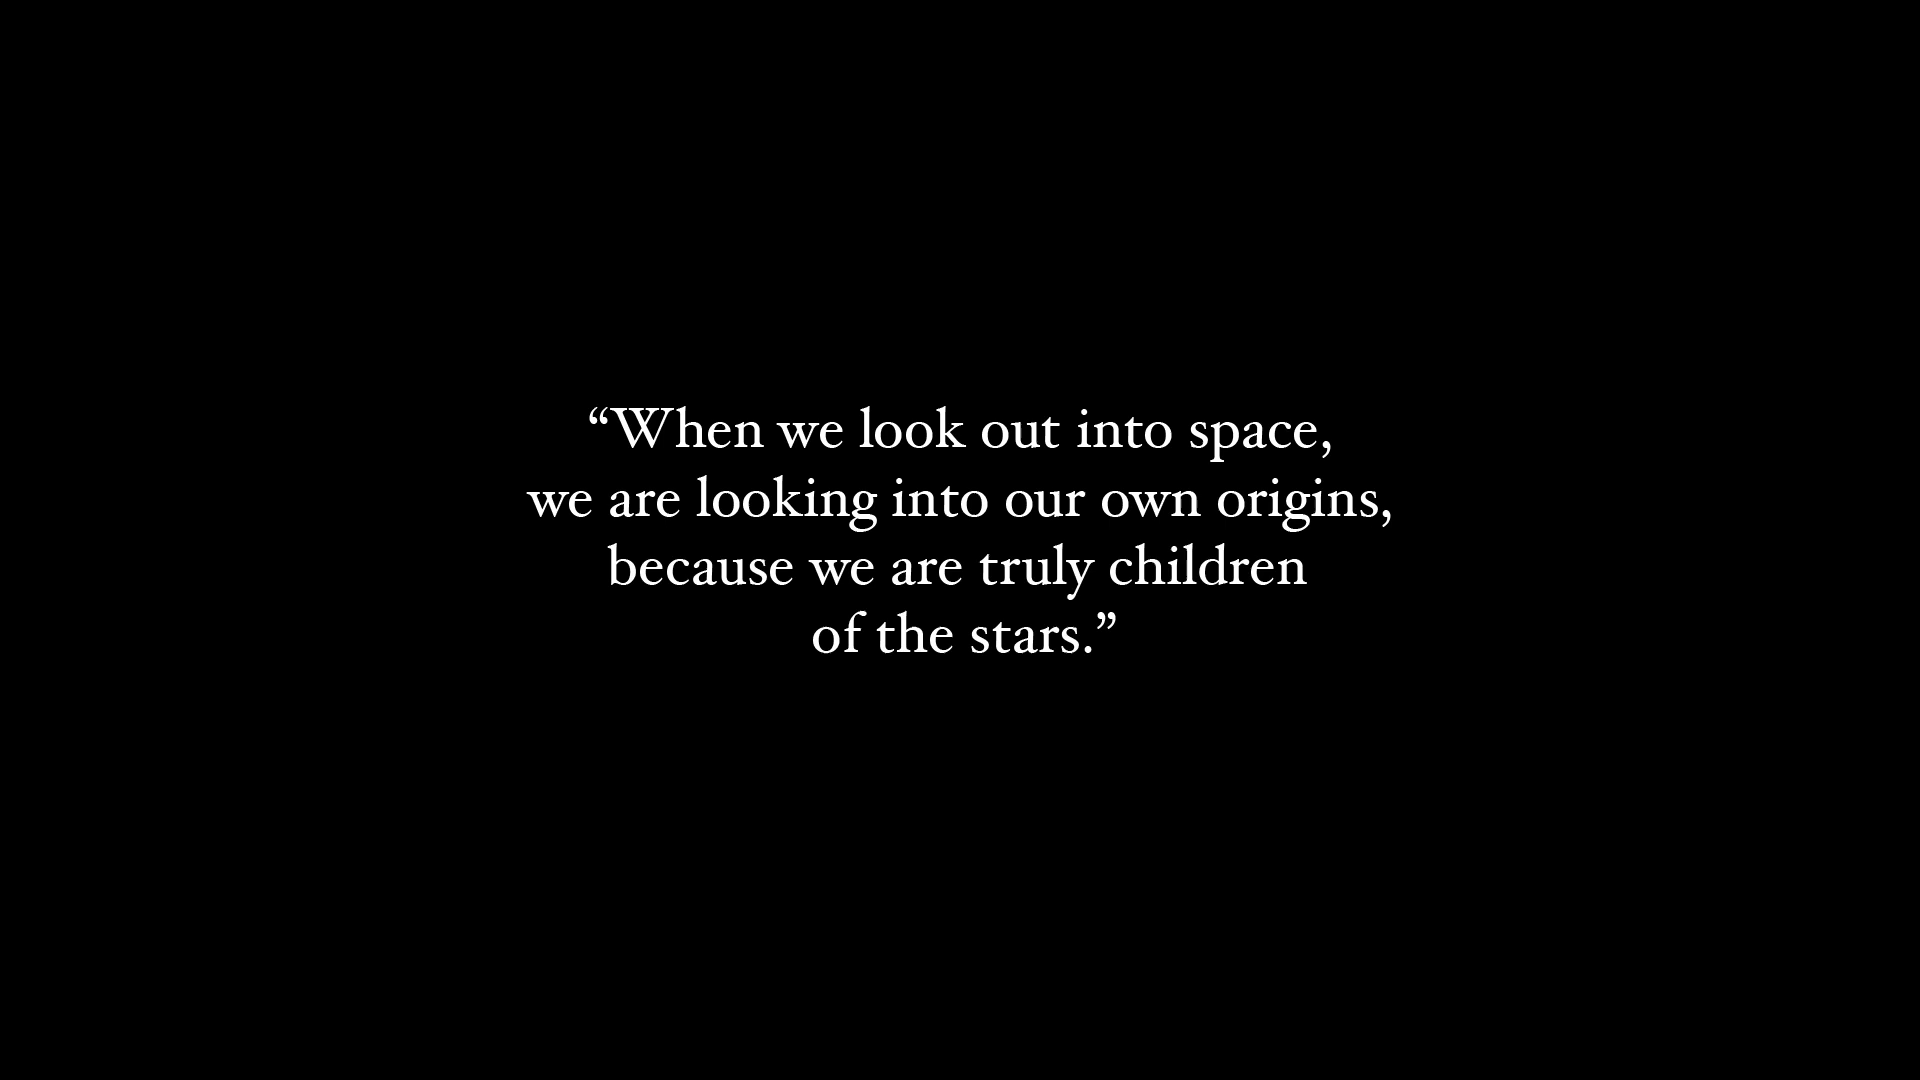 “When we look out into space,
we are looking into our own origins,
because we are truly children
of the stars.”